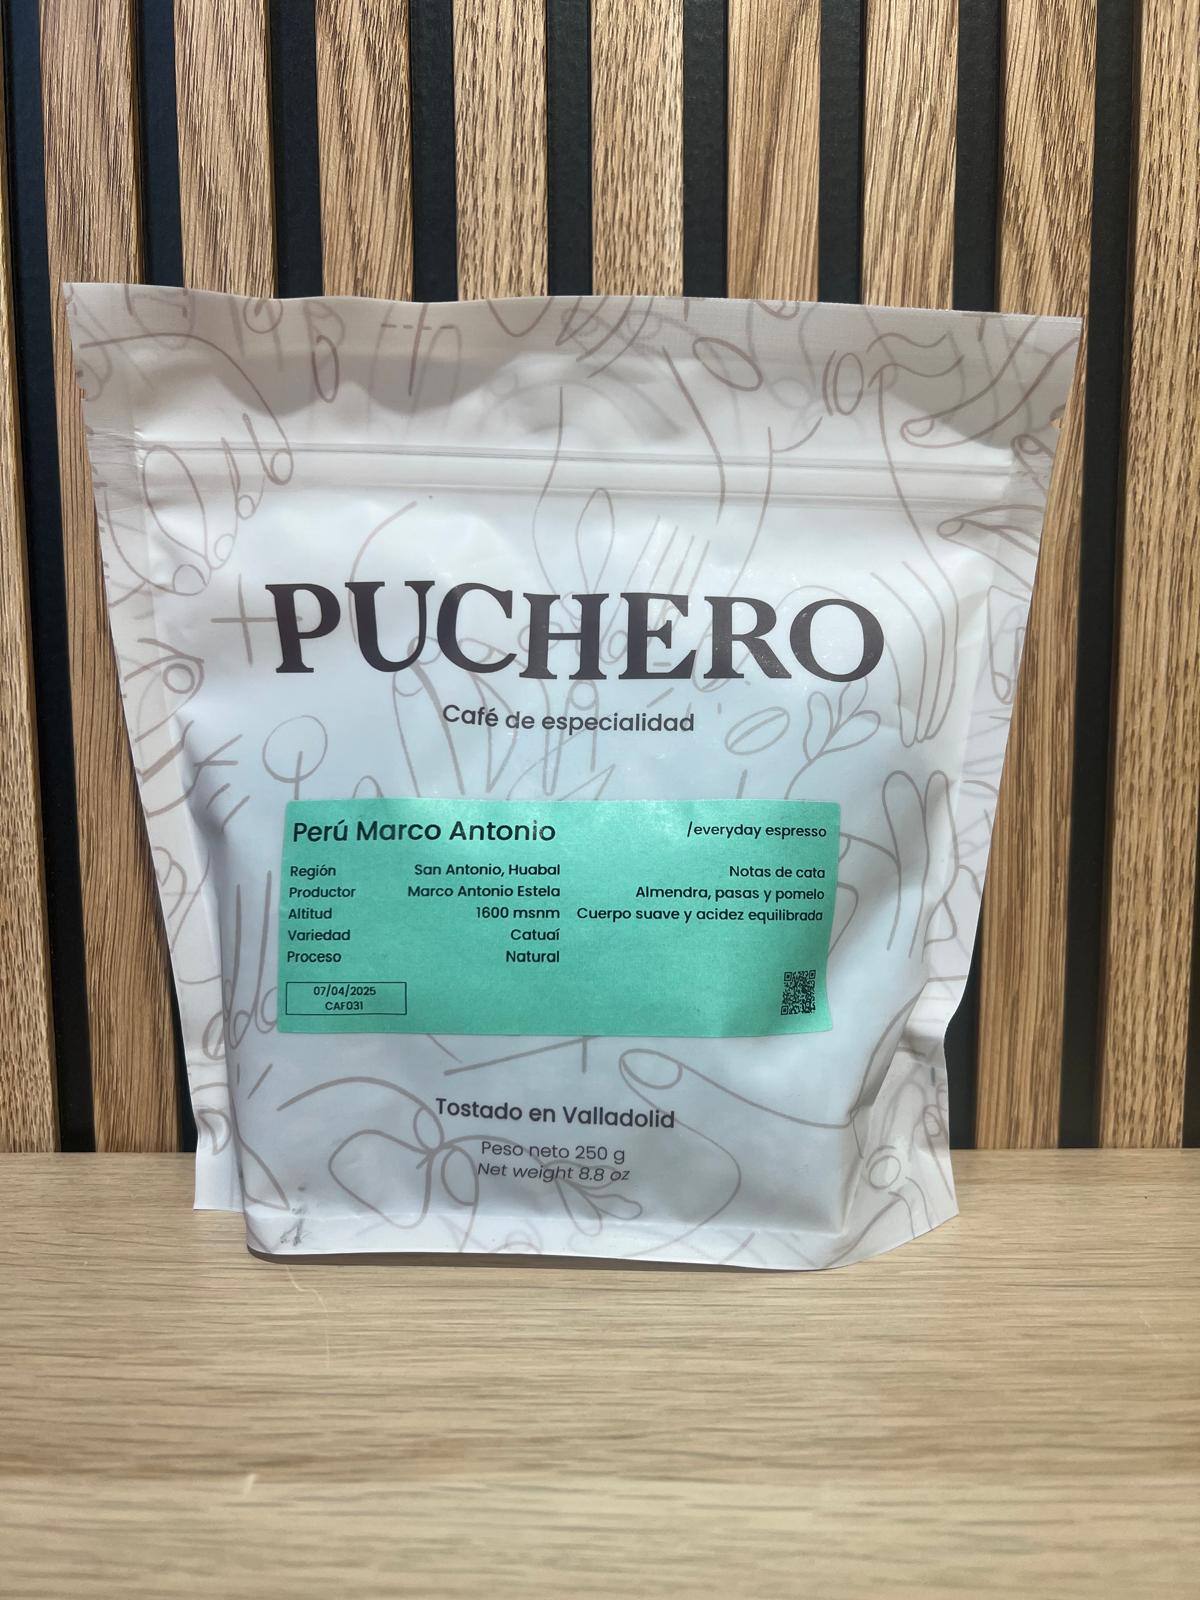 PUCHERO
Café de especialidad
Perú Marco Antonio
/everyday espresso
Región San Antonio, Huabal
Productor Marco Antonio Estela
Altitud 1600 msnm
Variedad Catuaí
Proceso Natural
Notas de cata
Almendra, pasas y pomelo
Cuerpo suave y acidez equilibrada
07/04/2025
CAF031
Tostado en Valladolid
Peso neto 250 g
Net weight 8.8 oz